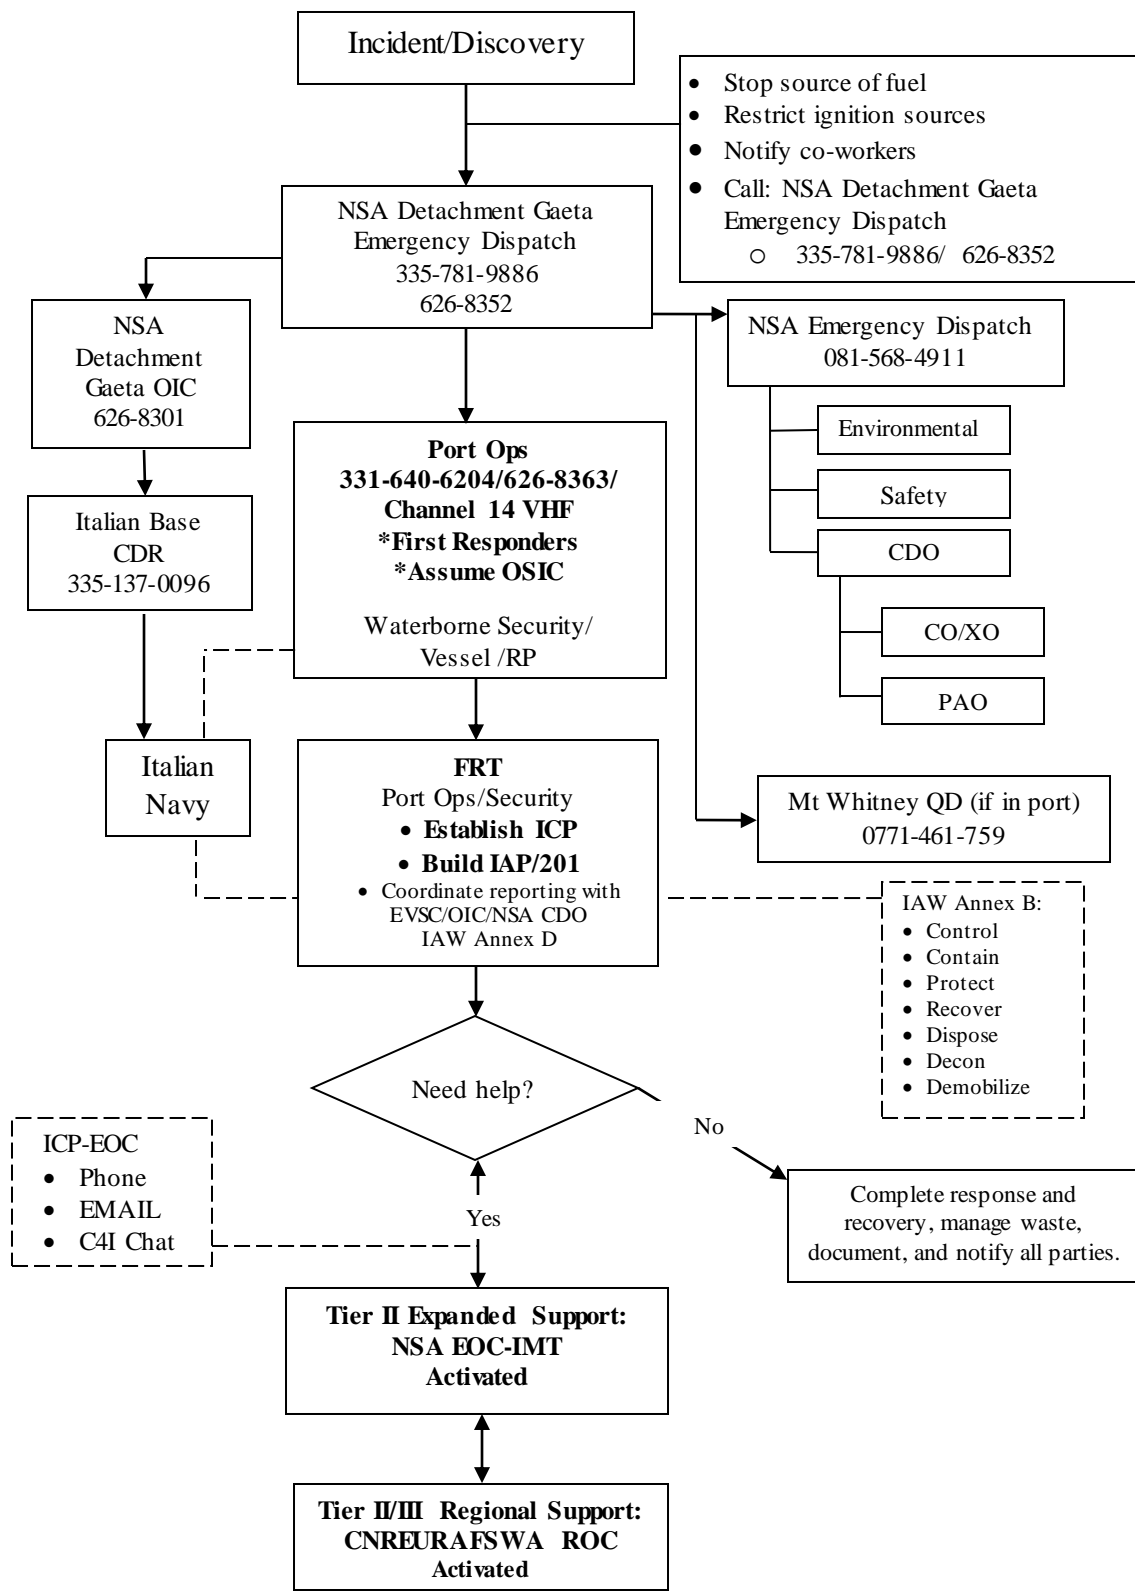 Incident/Discovery
• Stop source of fuel
• Restrict ignition sources
• Notify co-workers
• Call: NSA Detachment Gaeta
Emergency Dispatch
o 335-781-9886/ 626-8352
NSA Detachment Gaeta
Emergency Dispatch
335-781-9886
626-8352
NSA
Detachment
Gaeta OIC
626-8301
NSA Emergency Dispatch
081-568-4911
Environmental
Safety
CDO
CO/XO
PAO
Port Ops
331-640-6204/626-8363/
Channel 14 VHF
*First Responders
*Assume OSIC
Waterborne Security/
Vessel /RP
Italian Base
CDR
335-137-0096
Italian
Navy
FRT
Port Ops/Security
• Establish ICP
• Build IAP/201
• Coordinate reporting with
EVSC/OIC/NSA CDO
IAW Annex D
Mt Whitney QD (if in port)
0771-461-759
IAW Annex B:
• Control
• Contain
• Protect
• Recover
• Dispose
• Decon
• Demobilize
Need help?
No
ICP-EOC
• Phone
• EMAIL
• C4I Chat
Yes
Complete response and
recovery, manage waste,
document, and notify all parties.
Tier II Expanded Support:
NSA EOC-IMT
Activated
Tier II/III Regional Support:
CNREURAFSWA ROC
Activated